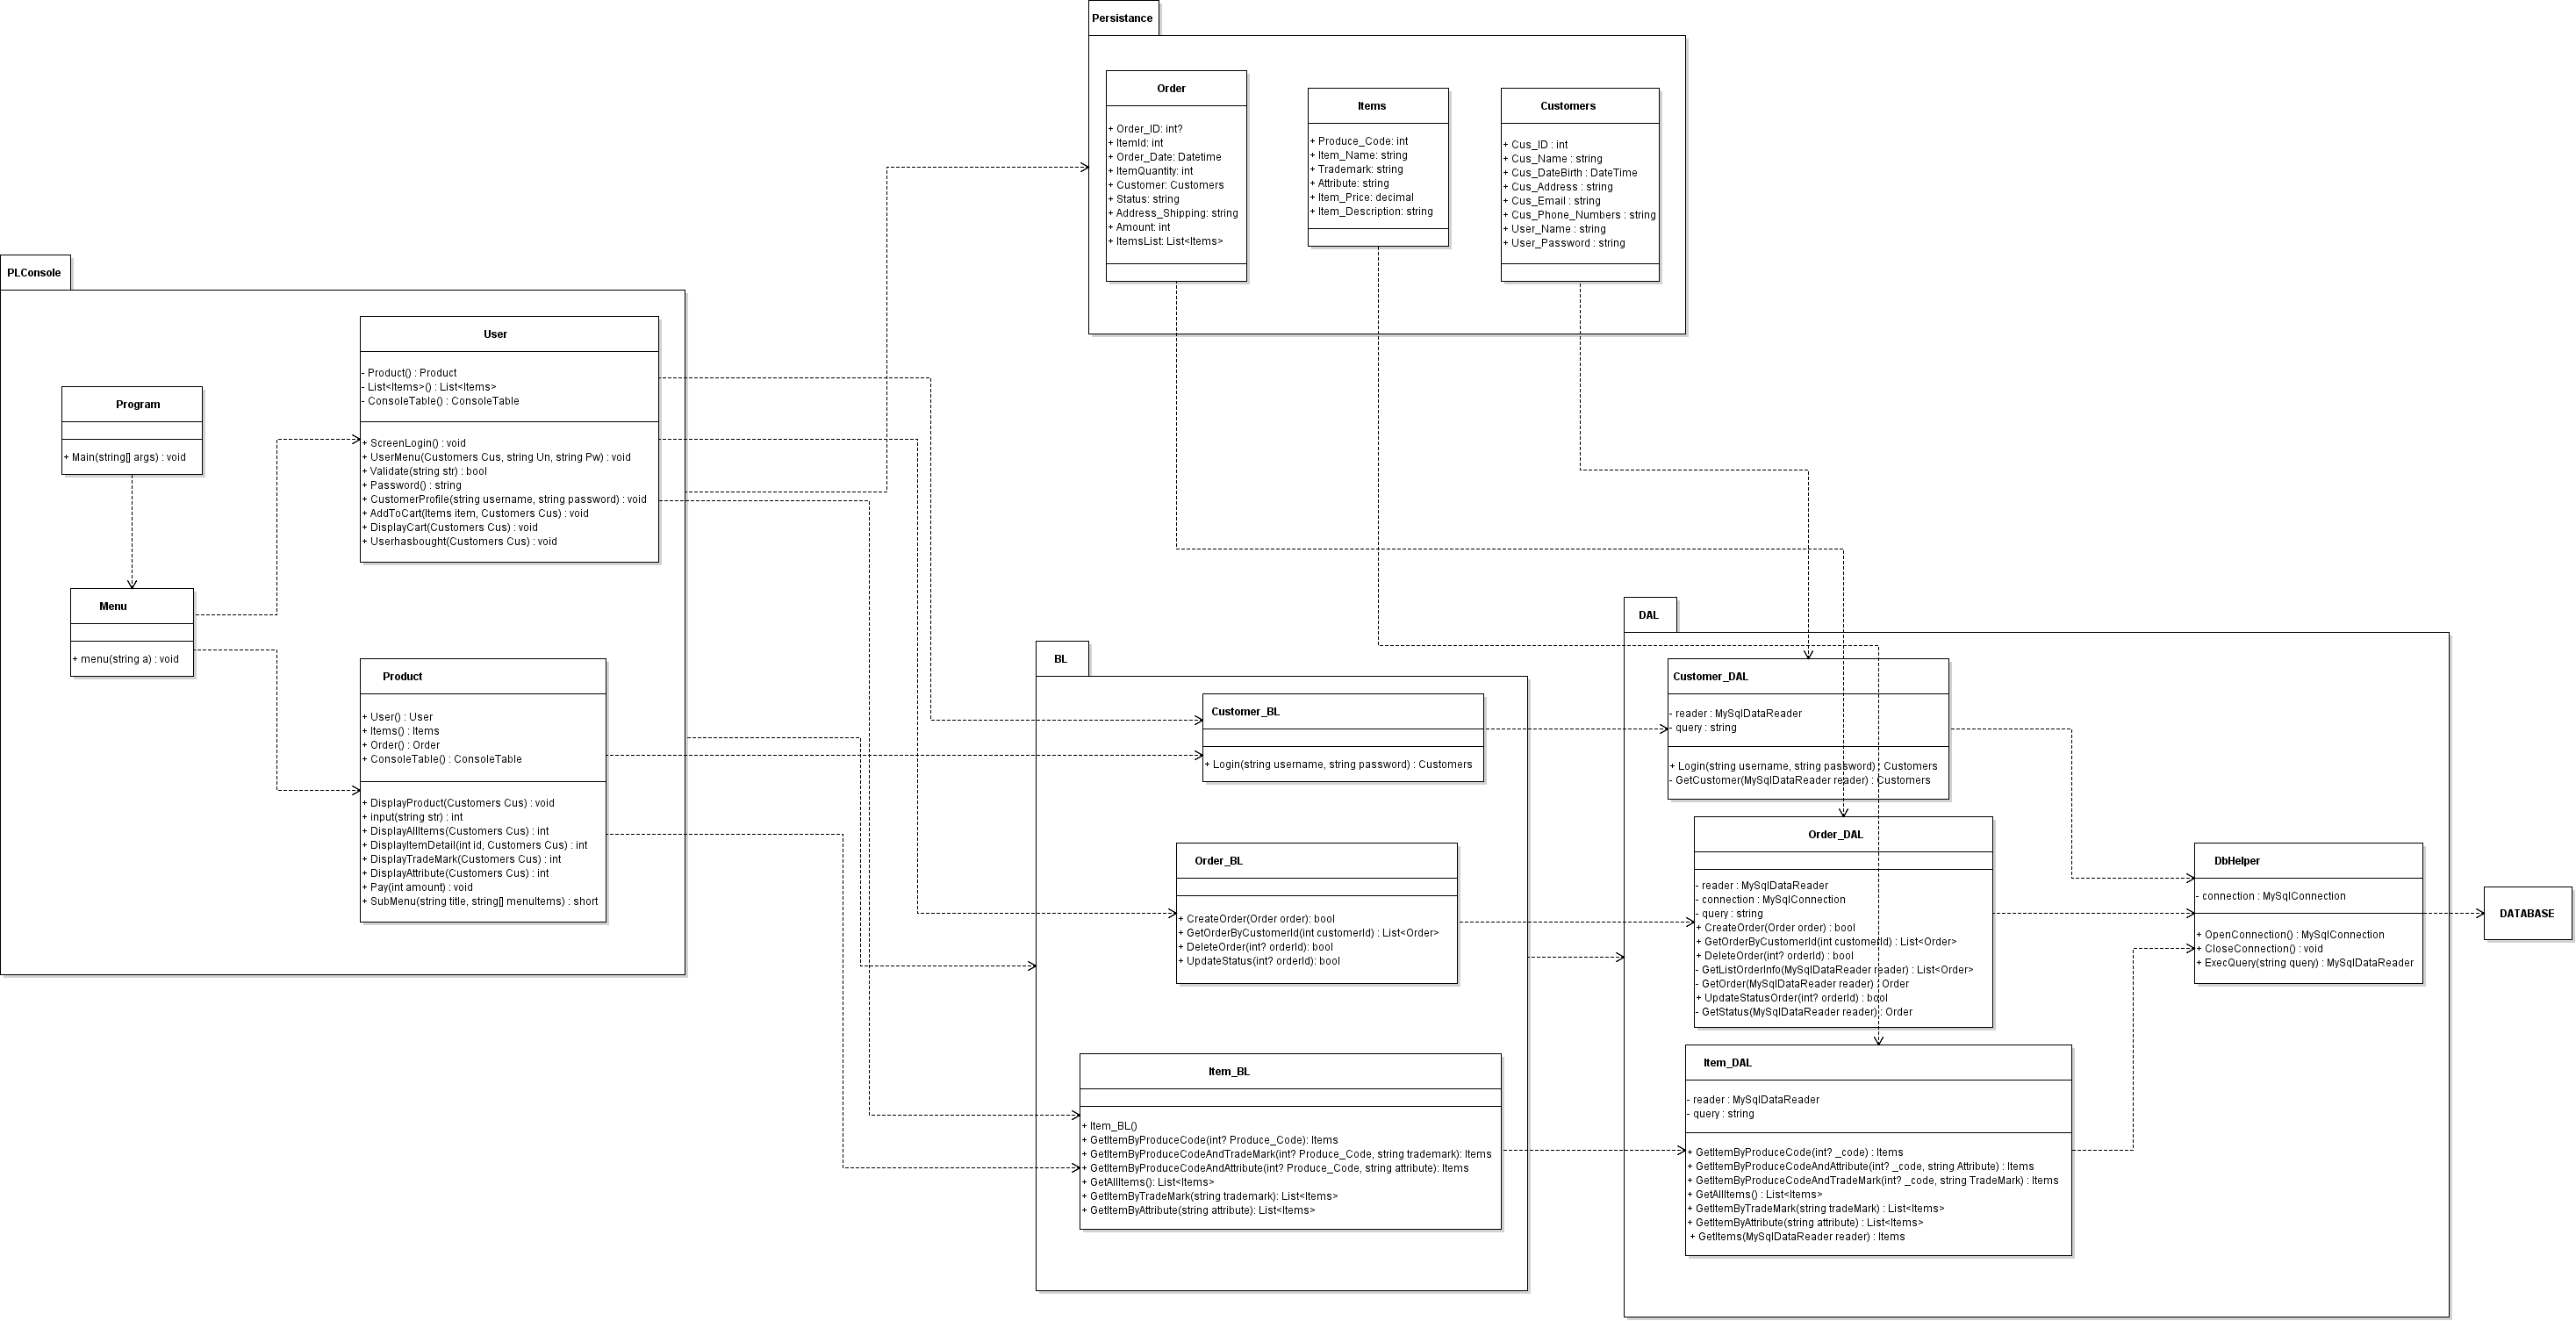 Persistance
Order
+ Order_ID: int?
+ ItemId: int
+ Order_Date: Datetime
+ ItemQuantity: int
+ Customer: Customers
+ Status: string
+ Address_Shipping: string
+ Amount: int
+ ItemsList: List<Items>
Items
+ Produce_Code: int
+ Item_Name: string
+ Trademark: string
+ Attribute: string
+ Item_Price: decimal
+ Item_Description: string
Customers
+ Cus_ID : int
+ Cus_Name : string
+ Cus_DateBirth : DateTime
+ Cus_Address : string
+ Cus_Email : string
+ Cus_Phone_Numbers : string
+ User_Name : string
+ User_Password : string
PLConsole
Program
+ Main(string[] args) : void
Menu
+ menu(string a) : void
User
- Product() : Product
- List<Items>() : List<Items>
- ConsoleTable() : ConsoleTable
+ ScreenLogin() : void
+ UserMenu(Customers Cus, string Un, string Pw) : void
+ Validate(string str) : bool
+ Password() : string
+ CustomerProfile(string username, string password) : void
+ AddToCart(Items item, Customers Cus) : void
+ DisplayCart(Customers Cus) : void
+ Userhasbought(Customers Cus) : void
Product
+ User() : User
+ Items() : Items
+ Order() : Order
+ ConsoleTable() : ConsoleTable
+ DisplayProduct(Customers Cus) : void
+ input(string str) : int
+ DisplayAllItems(Customers Cus) : int
+ DisplayItemDetail(int id, Customers Cus) : int
+ DisplayTradeMark(Customers Cus) : int
+ DisplayAttribute(Customers Cus) : int
+ Pay(int amount) : void
+ SubMenu(string title, string[] menuItems) : short
BL
Customer_BL
+ Login(string username, string password) : Customers
Order_BL
+ CreateOrder(Order order): bool
+ GetOrderByCustomerId(int customerId) : List<Order>
+ DeleteOrder(int? orderId): bool
+ UpdateStatus(int? orderId): bool
Item_BL
+ Item_BL()
+ GetItemByProduceCode(int? Produce_Code): Items
+ GetItemByProduceCodeAndTradeMark(int? Produce_Code, string trademark): Items
+ GetItemByProduceCodeAndAttribute(int? Produce_Code, string attribute): Items
+ GetAllItems(): List<Items>
+ GetItemByTradeMark(string trademark): List<Items>
+ GetItemByAttribute(string attribute): List<Items>
DAL
Customer_DAL
- reader : MySqlDataReader
- query : string
+ Login(string username, string password) : Customers
- GetCustomer(MySqlDataReader reader) : Customers
Order_DAL
- reader : MySqlDataReader
- connection : MySqlConnection
- query : string
+ CreateOrder(Order order) : bool
+ GetOrderByCustomerId(int customerId) : List<Order>
+ DeleteOrder(int? orderId) : bool
- GetListOrderInfo(MySqlDataReader reader) : List<Order>
- GetOrder(MySqlDataReader reader) : Order
+ UpdateStatusOrder(int? orderId) : bool
- GetStatus(MySqlDataReader reader) : Order
Item_DAL
- reader : MySqlDataReader
- query : string
+ GetItemByProduceCode(int? _code) : Items
+ GetItemByProduceCodeAndAttribute(int? _code, string Attribute) : Items
+ GetItemByProduceCodeAndTradeMark(int? _code, string TradeMark) : Items
+ GetAllItems() : List<Items>
+ GetItemByTradeMark(string tradeMark) : List<Items>
+ GetItemByAttribute(string attribute) : List<Items>
+ GetItems(MySqlDataReader reader) : Items
DbHelper
- connection : MySqlConnection
+ OpenConnection() : MySqlConnection
+ CloseConnection() : void
+ ExecQuery(string query) : MySqlDataReader
DATABASE